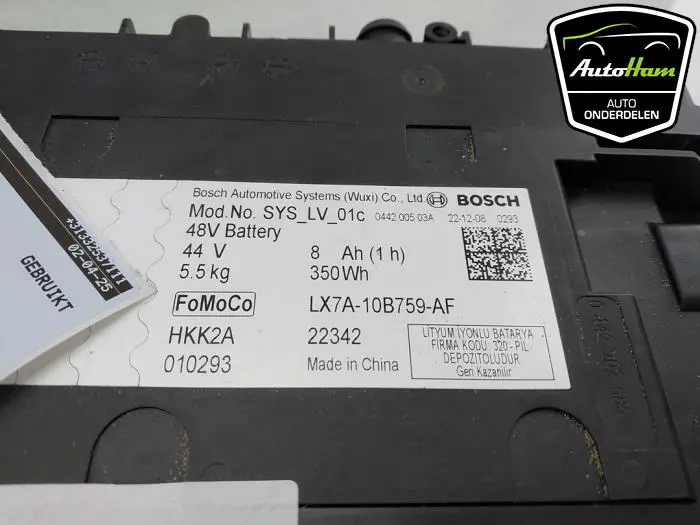 AutoHam
AUTO
ONDERDELEN
Bosch Automotive Systems (Wuxi) Co., Ltd. BOSCH
Mod.No. SYS_LV_01c 0442 005 03A 22-12-08 0293
48V Battery
44 V 8 Ah (1 h)
5.5 kg 350Wh
FoMoCo LX7A-10B759-AF
HKK2A 22342
010293 Made in China
LITYUM IYONLU BATARYA
FIRMA KODU 320-PIL
DEPOZITOLUDUR
Geri Kazanilir
02-04-25
GEBRUIKT